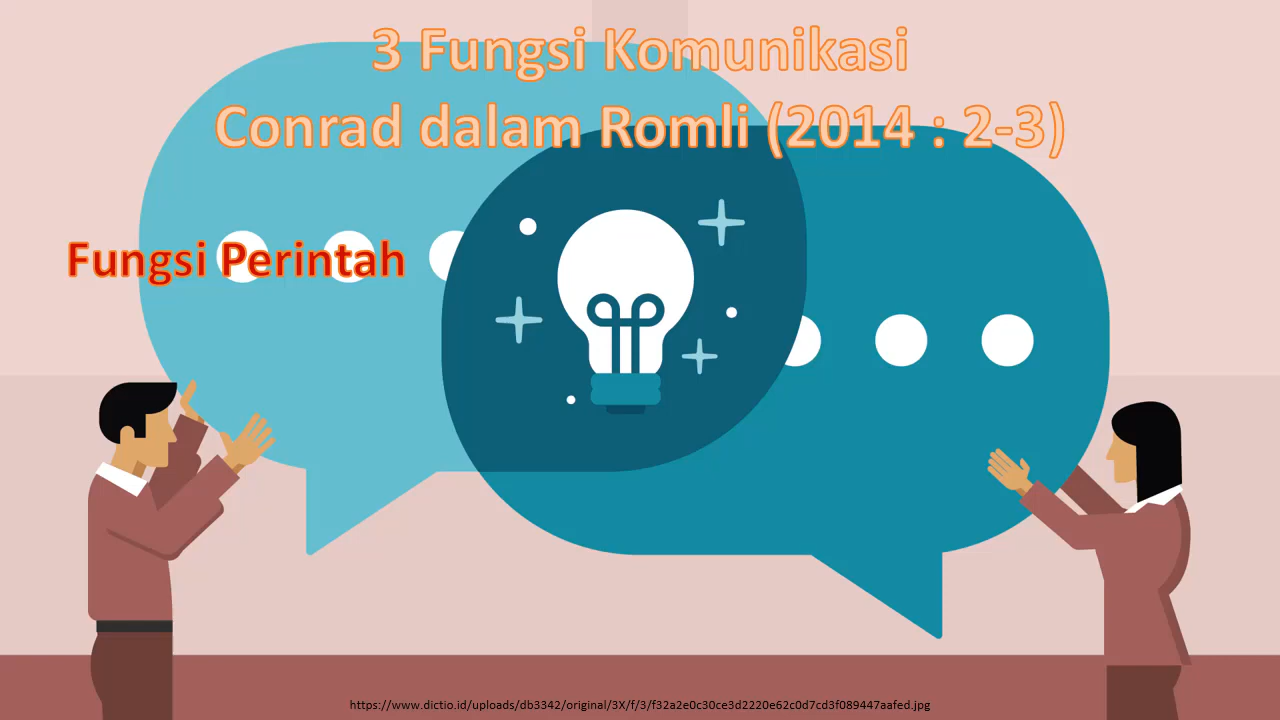 3 Fungsi Komunikasi
Conrad dalam Romli (2014 : 2-3)
Fungsi Perintah
https://www.dictio.id/uploads/db3342/original/3X/f/3/f32a2e0c30ce3d2220e62c0d7cd3f089447aafed.jpg